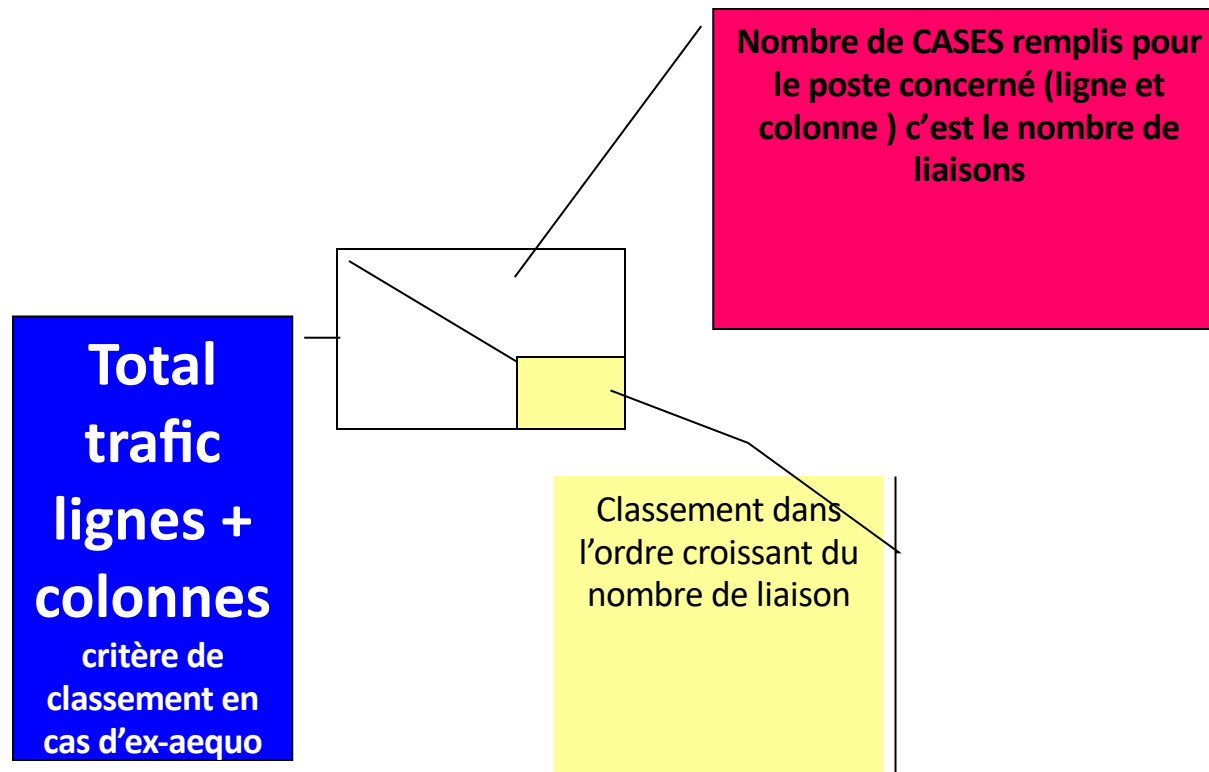 Nombre de CASES remplis pour
le poste concerné (ligne et
colonne ) c’est le nombre de
liaisons
Total
trafic
lignes +
colonnes
critère de
classement en
cas d’ex-aequo
Classement dans
l’ordre croissant du
nombre de liaison